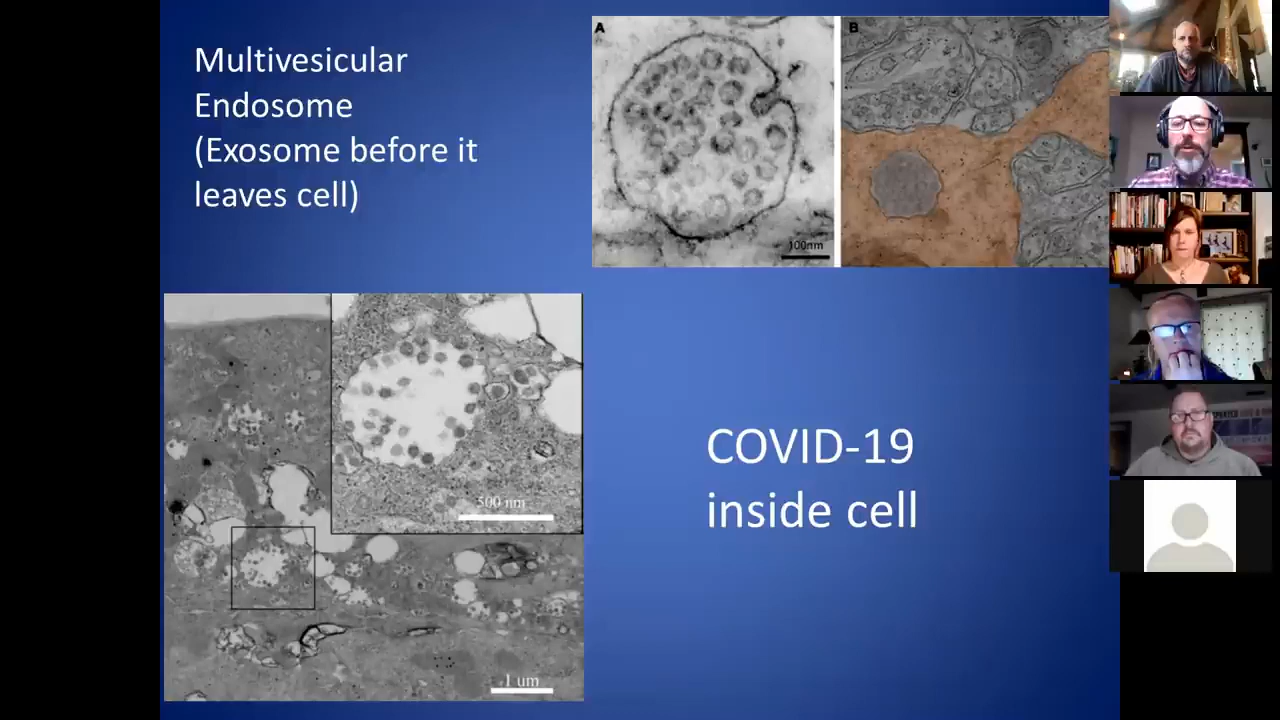 Multivesicular
Endosome
(Exosome before it
leaves cell)
A
B
100nm
500 nm
1 um
COVID-19
inside cell